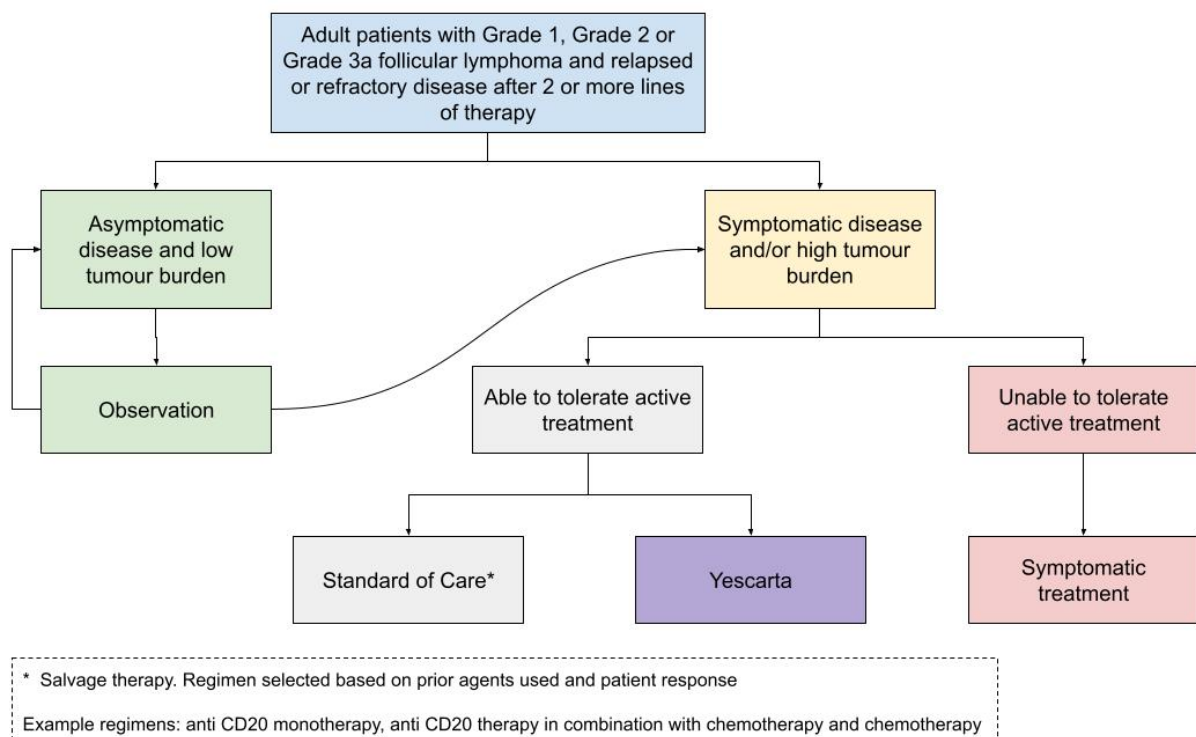 Adult patients with Grade 1, Grade 2 or
Grade 3a follicular lymphoma and relapsed
or refractory disease after 2 or more lines
of therapy
Asymptomatic
disease and low
tumour burden
Symptomatic disease
and/or high tumour
burden
Observation
Able to tolerate active
treatment
Unable to tolerate
active treatment
Standard of Care*
Yescarta
Symptomatic
treatment
* Salvage therapy. Regimen selected based on prior agents used and patient response
Example regimens: anti CD20 monotherapy, anti CD20 therapy in combination with chemotherapy and chemotherapy